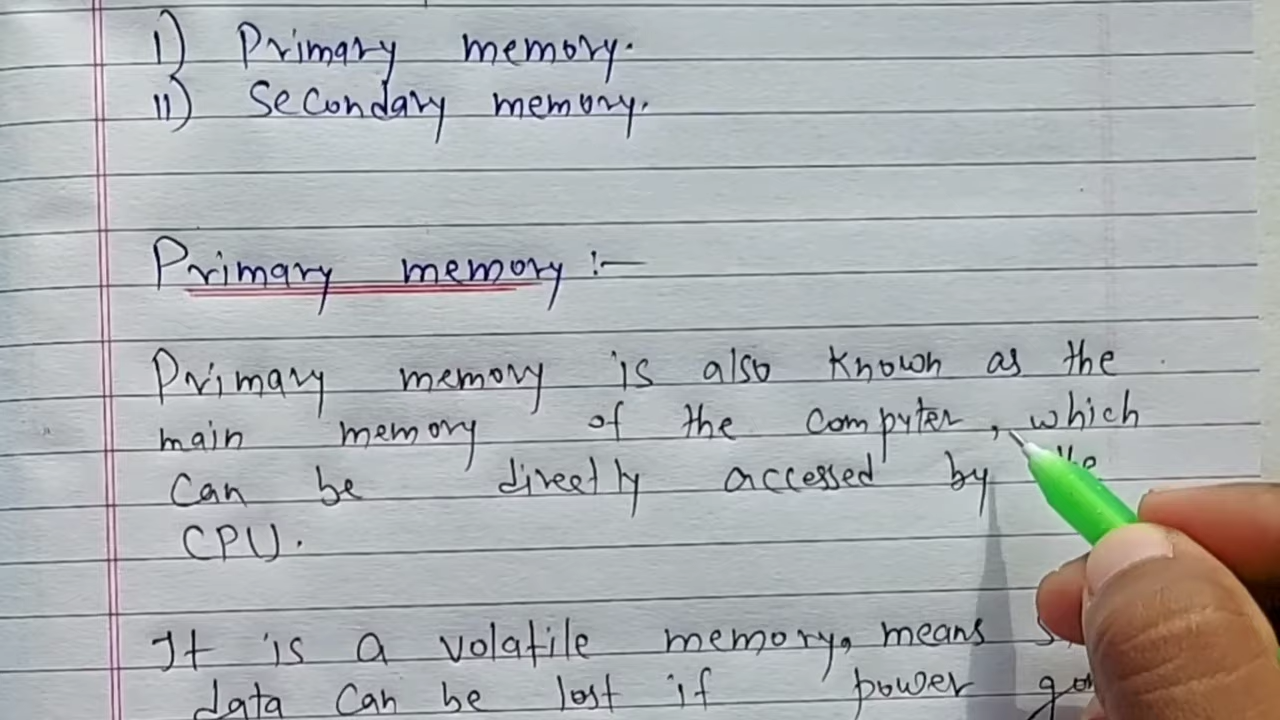 I) Primary memory.
II) Secondary memory.
Primary memory :-
Primary memory is also known as the
main memory of the computer, which
can be directly accessed by
CPU.
It is a volatile memory, means
data can be lost if power